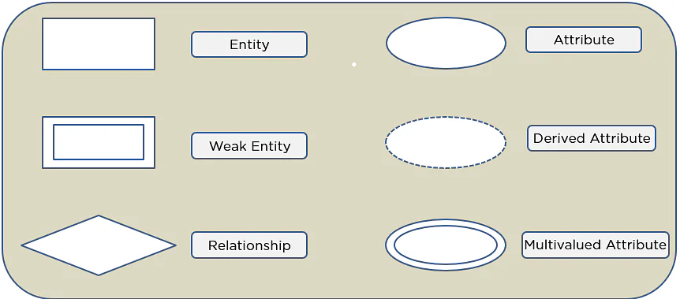 Entity
Attribute
Weak Entity
Derived Attribute
Relationship
Multivalued Attribute